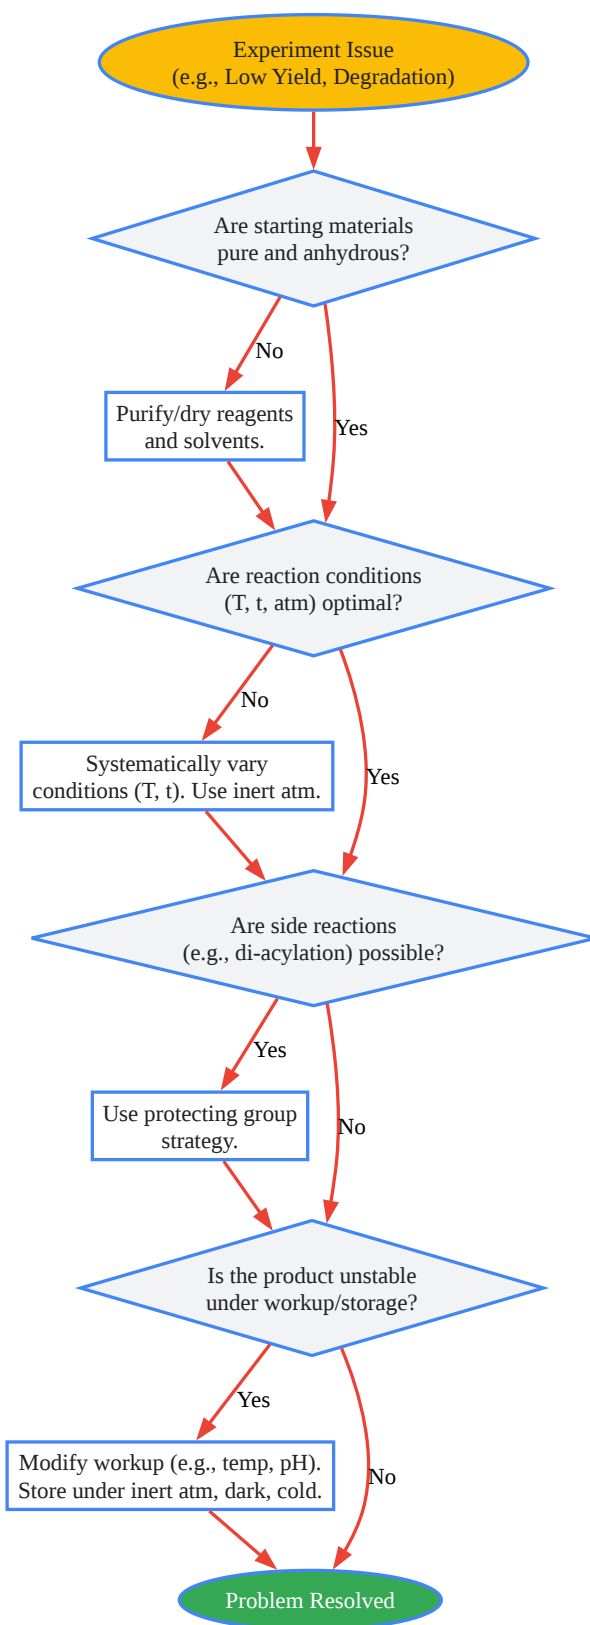 Experiment Issue
(e.g., Low Yield, Degradation)
Are starting materials
pure and anhydrous?
No
Purify/dry reagents
and solvents.
Yes
Are reaction conditions
(T, t, atm) optimal?
No
Systematically vary
conditions (T, t). Use inert atm.
Yes
Are side reactions
(e.g., di-acylation) possible?
Yes
Use protecting group
strategy.
No
Is the product unstable
under workup/storage?
Yes
Modify workup (e.g., temp, pH).
Store under inert atm, dark, cold.
No
Problem Resolved